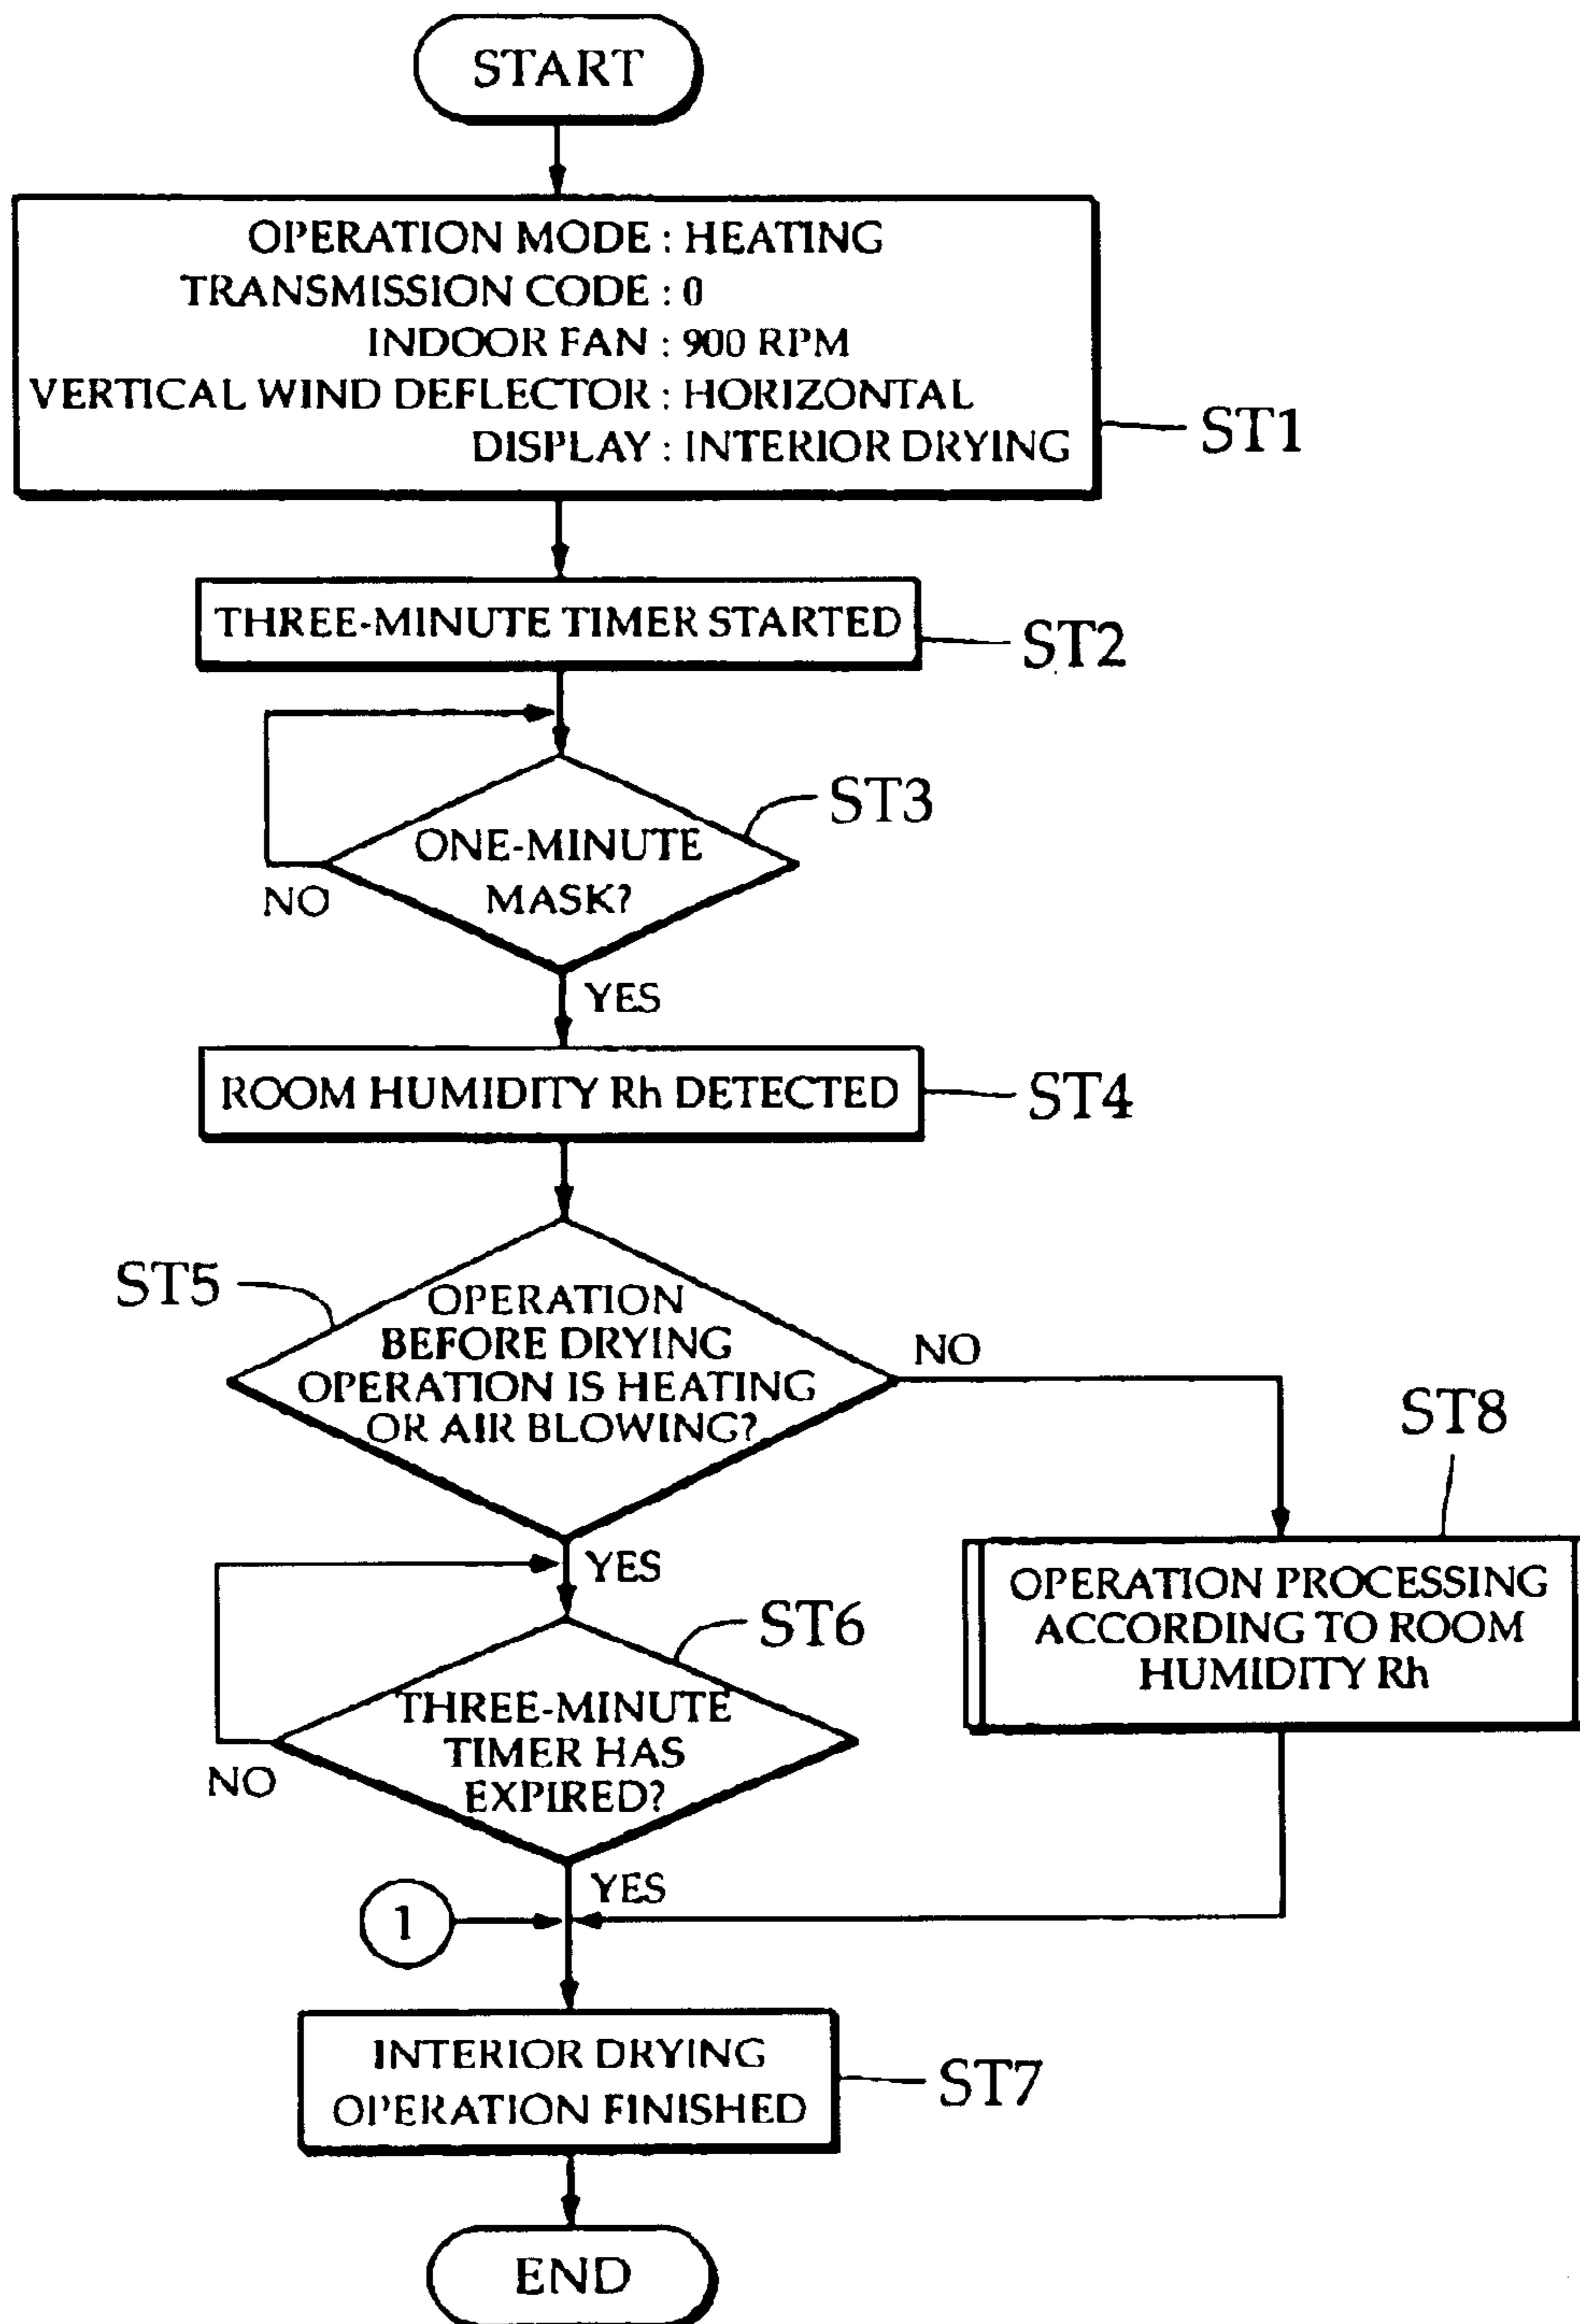 START
OPERATION MODE : HEATING
TRANSMISSION CODE : 0
INDOOR FAN : 900 RPM
VERTICAL WIND DEFLECTOR : HORIZONTAL
DISPLAY : INTERIOR DRYING
ST1
THREE-MINUTE TIMER STARTED
ST2
ST3
ONE-MINUTE
MASK?
NO
YES
ROOM HUMIDITY Rh DETECTED
ST4
ST5
OPERATION
BEFORE DRYING
OPERATION IS HEATING
OR AIR BLOWING?
NO
ST8
YES
OPERATION PROCESSING
ACCORDING TO ROOM
HUMIDITY Rh
ST6
THREE-MINUTE
TIMER HAS
EXPIRED?
NO
YES
1
INTERIOR DRYING
OPERATION FINISHED
ST7
END